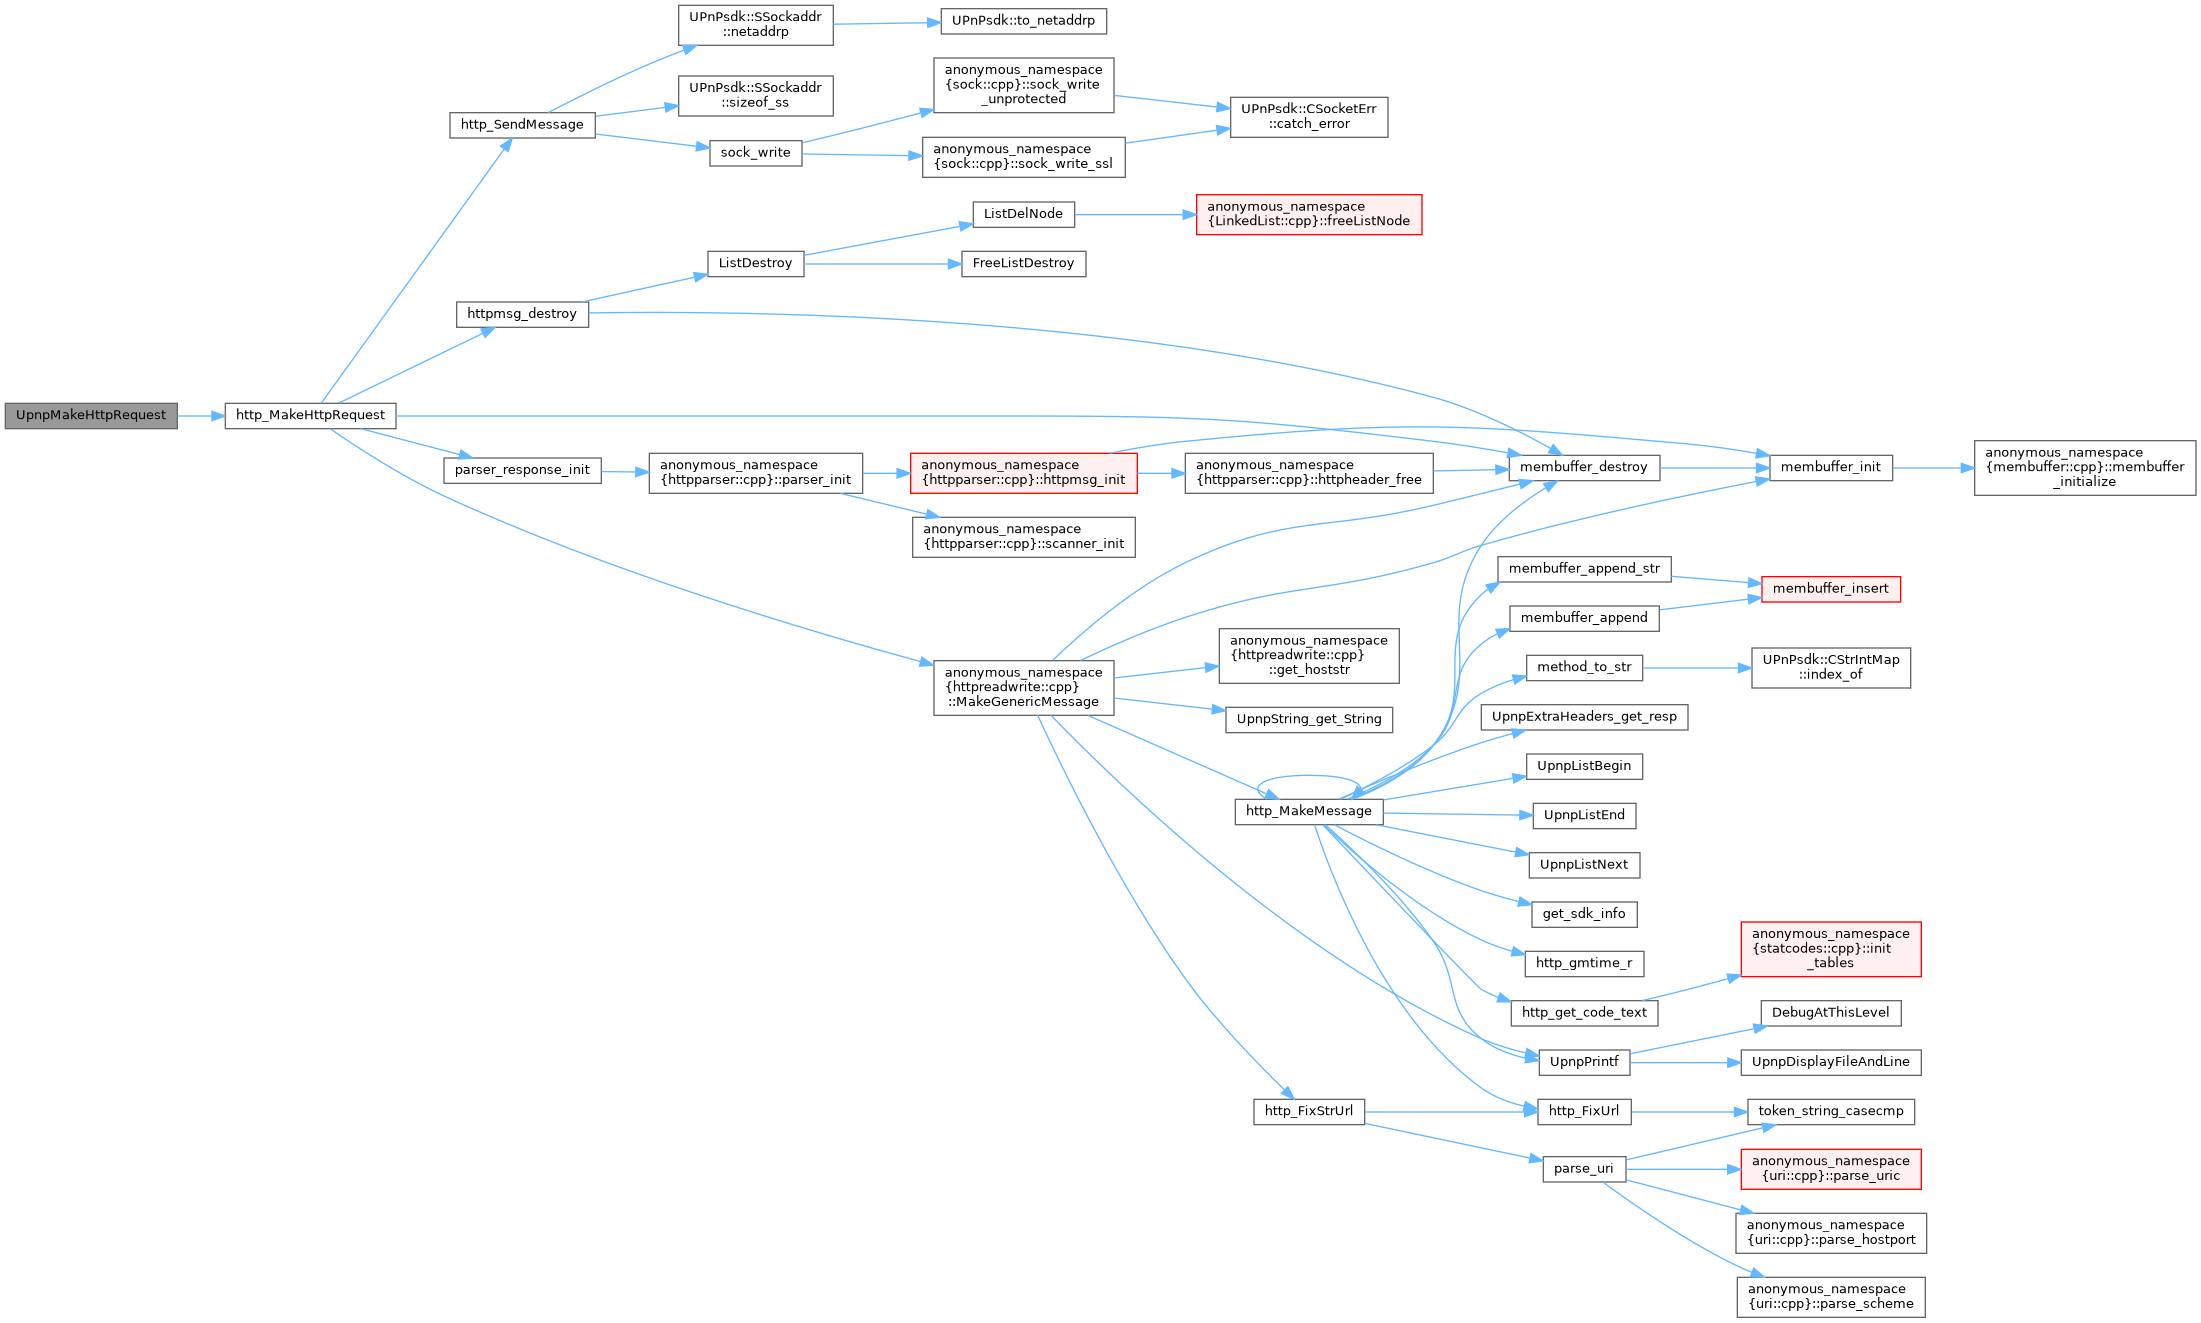 UPnPsdk::SSockaddr
::netaddrp
UPnPsdk::to_netaddrp
anonymous_namespace
{sock::cpp}::sock_write
_unprotected
UPnPsdk::SSockaddr
::sizeof_ss
UPnPsdk::CSocketErr
::catch_error
http_SendMessage
sock_write
anonymous_namespace
{sock::cpp}::sock_write_ssl
ListDelNode
anonymous_namespace
{LinkedList::cpp}::freeListNode
ListDestroy
FreeListDestroy
httpmsg_destroy
UpnpMakeHttpRequest
http_MakeHttpRequest
parser_response_init
anonymous_namespace
{httpparser::cpp}::parser_init
anonymous_namespace
{httpparser::cpp}::httpmsg_init
anonymous_namespace
{httpparser::cpp}::httpheader_free
membuffer_destroy
membuffer_init
anonymous_namespace
{membuffer::cpp}::membuffer
_initialize
anonymous_namespace
{httpparser::cpp}::scanner_init
membuffer_append_str
membuffer_insert
membuffer_append
anonymous_namespace
{httpreadwrite::cpp}
::get_hoststr
method_to_str
UPnPsdk::CStrIntMap
::index_of
anonymous_namespace
{httpreadwrite::cpp}
::MakeGenericMessage
UpnpString_get_String
UpnpExtraHeaders_get_resp
UpnpListBegin
http_MakeMessage
UpnpListEnd
UpnpListNext
get_sdk_info
http_gmtime_r
anonymous_namespace
{statcodes::cpp}::init
_tables
http_get_code_text
DebugAtThisLevel
UpnpPrintf
UpnpDisplayFileAndLine
http_FixStrUrl
http_FixUrl
token_string_casecmp
parse_uri
anonymous_namespace
{uri::cpp}::parse_uric
anonymous_namespace
{uri::cpp}::parse_hostport
anonymous_namespace
{uri::cpp}::parse_scheme